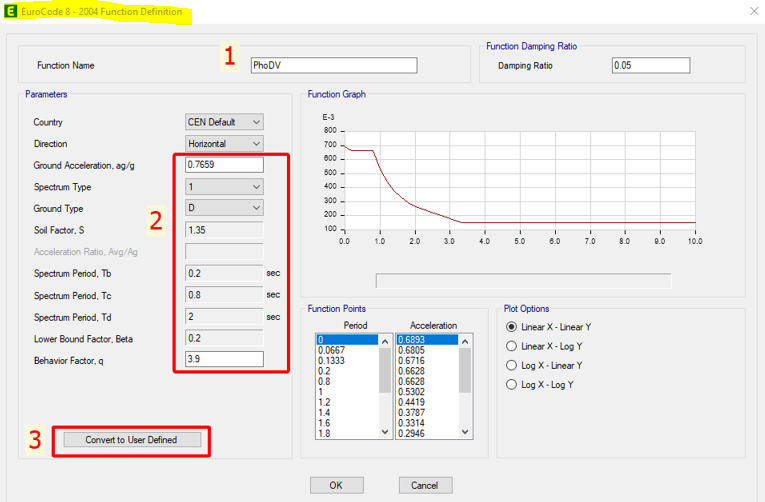 EuroCode 8 - 2004 Function Definition
1
Function Name
PhoDV
Function Damping Ratio
Damping Ratio
0.05
Parameters
Country
CEN Default
Direction
Horizontal
Ground Acceleration, ag/g
0.7659
Spectrum Type
1
Ground Type
D
2
Soil Factor, S
1.35
Acceleration Ratio, Avg/Ag
Spectrum Period, Tb
0.2
sec
Spectrum Period, Tc
0.8
sec
Spectrum Period, Td
2
sec
Lower Bound Factor, Beta
0.2
Behavior Factor, q
3.9
3
Convert to User Defined
Function Graph
E-3
800
700
600
500
400
300
200
100
0.0 1.0 2.0 3.0 4.0 5.0 6.0 7.0 8.0 9.0 10.0
Function Points
Period Acceleration
0 0.6893
0.0667 0.6805
0.1333 0.6716
0.2 0.6628
0.8 0.6628
1 0.5302
1.2 0.4419
1.4 0.3787
1.6 0.3314
1.8 0.2946
Plot Options
Linear X - Linear Y
Linear X - Log Y
Log X - Linear Y
Log X - Log Y
OK
Cancel